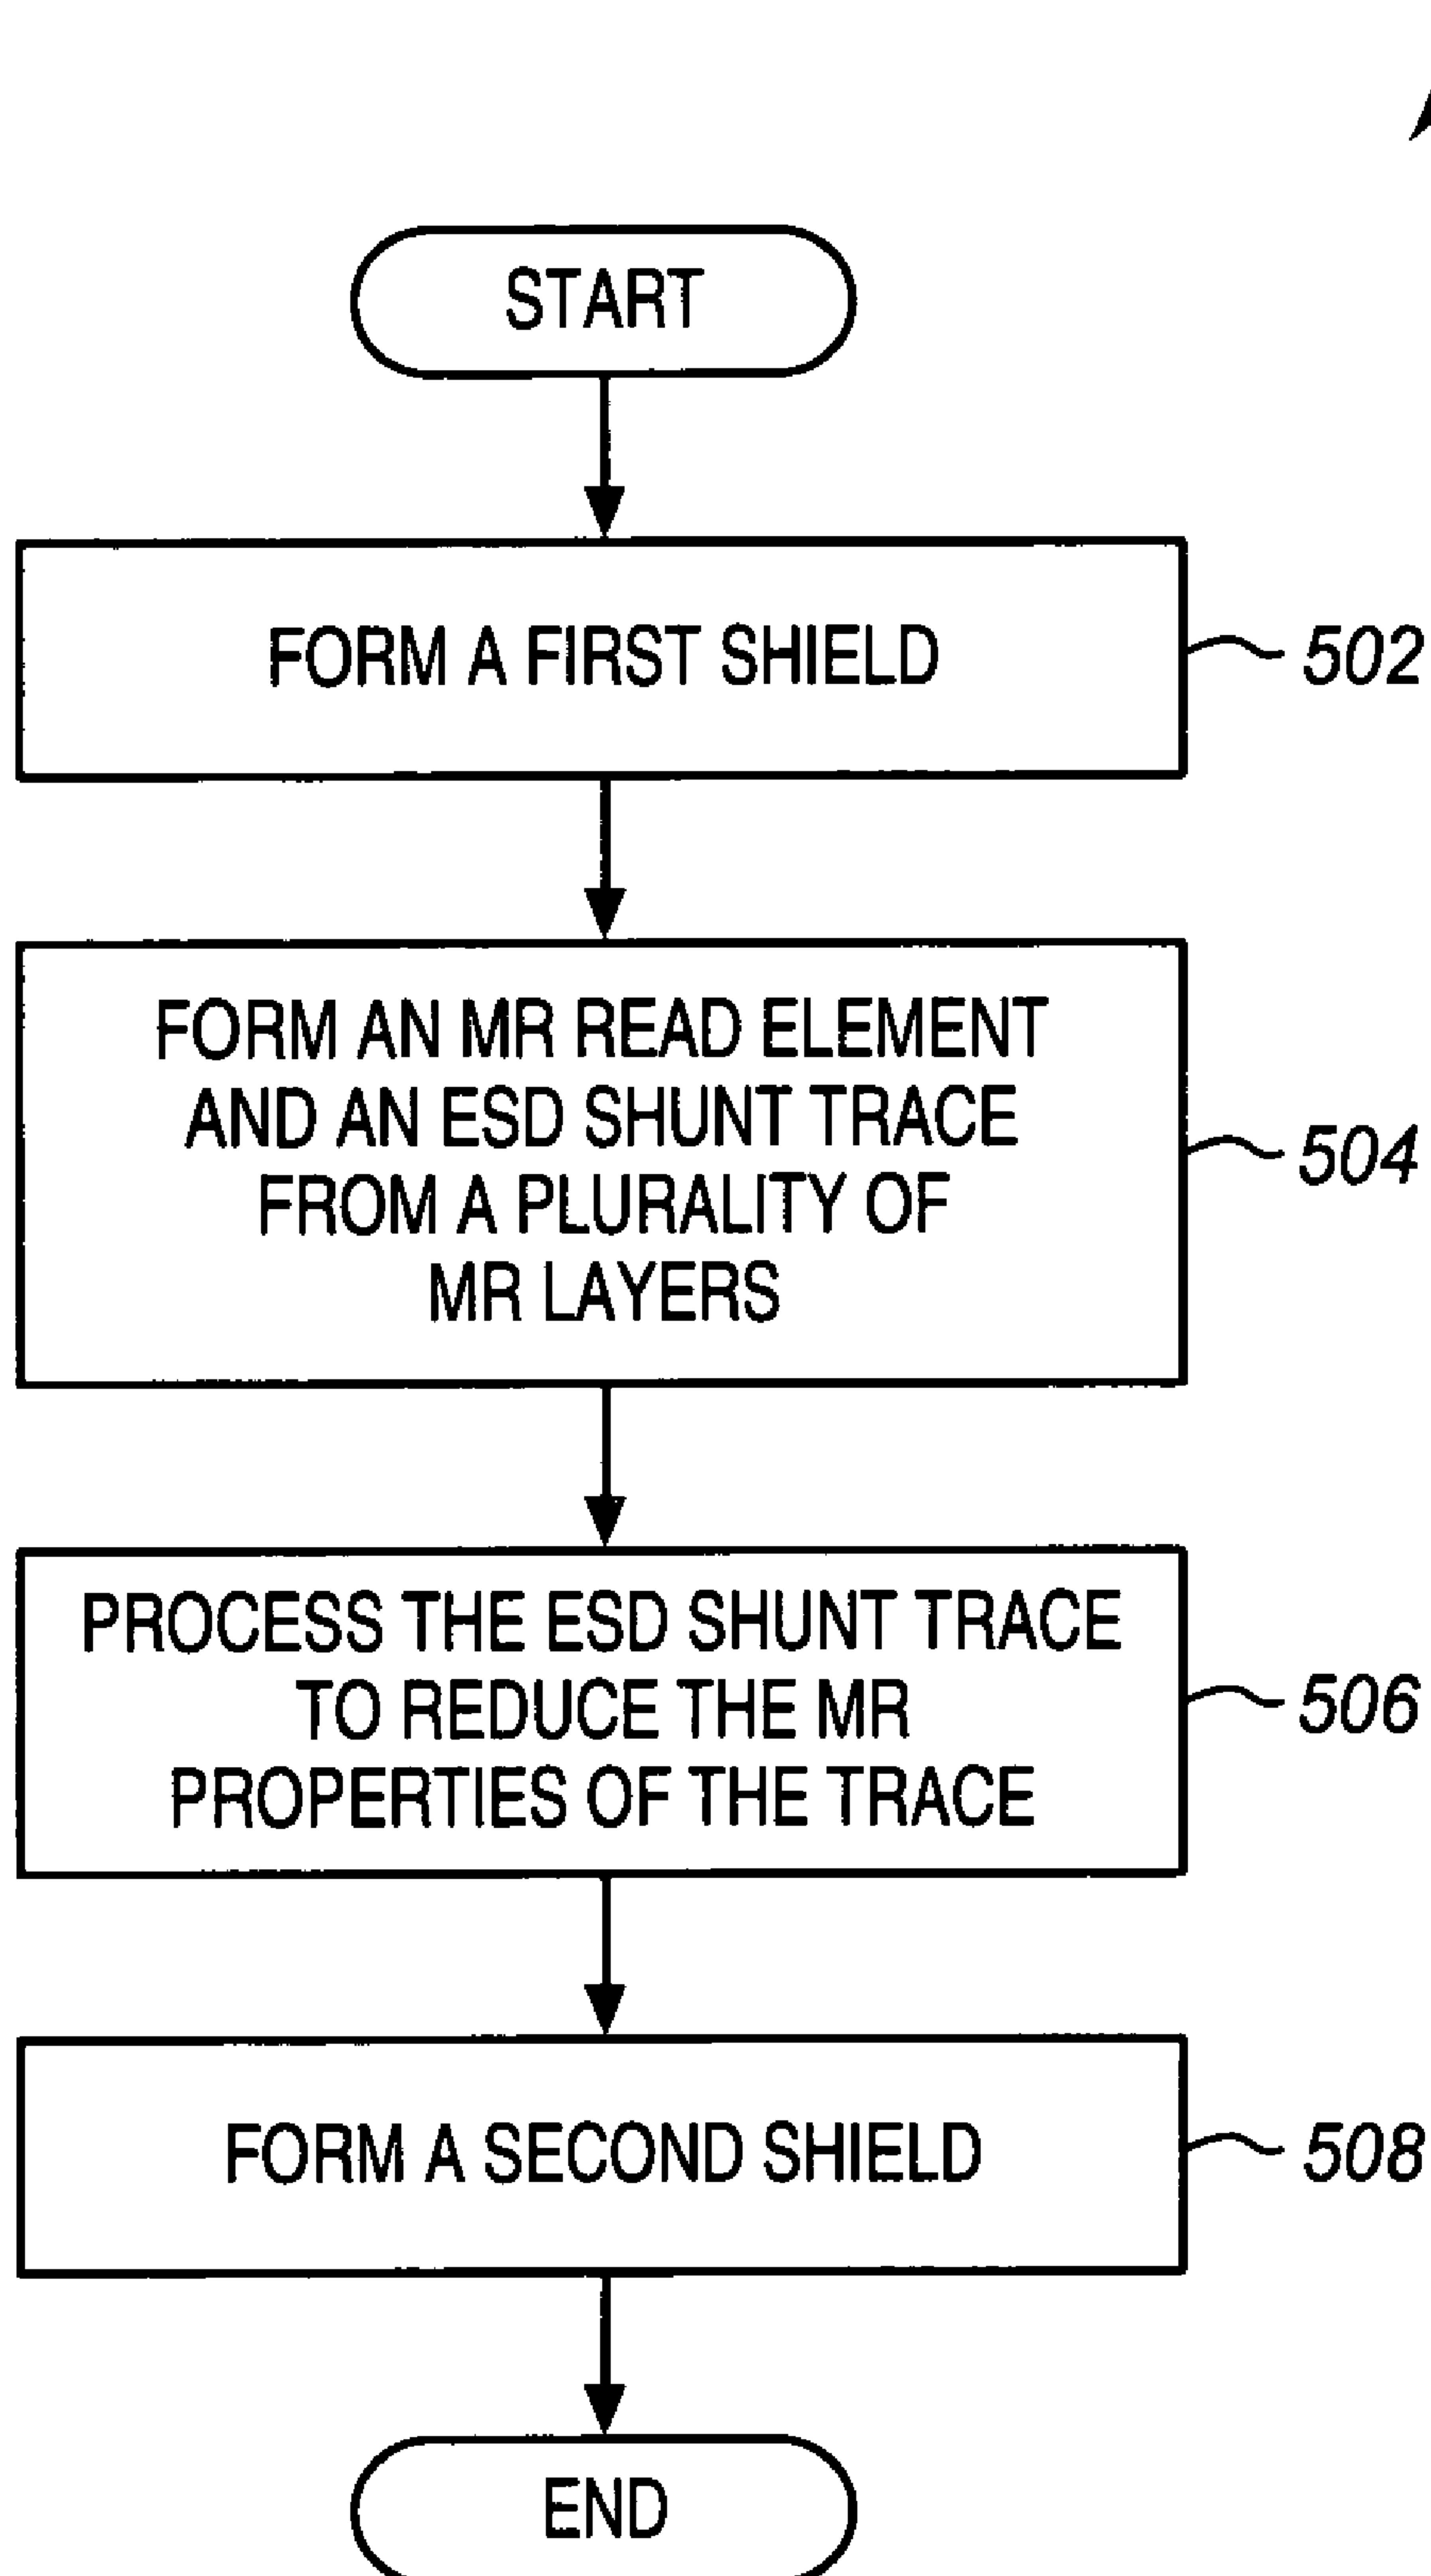 START
FORM A FIRST SHIELD
502
FORM AN MR READ ELEMENT
AND AN ESD SHUNT TRACE
FROM A PLURALITY OF
MR LAYERS
504
PROCESS THE ESD SHUNT TRACE
TO REDUCE THE MR
PROPERTIES OF THE TRACE
506
FORM A SECOND SHIELD
508
END